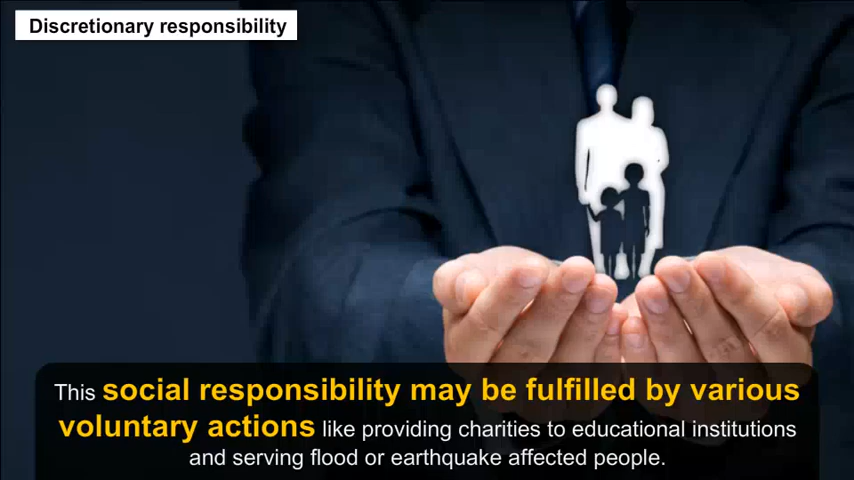 Discretionary responsibility
This social responsibility may be fulfilled by various
voluntary actions like providing charities to educational institutions
and serving flood or earthquake affected people.